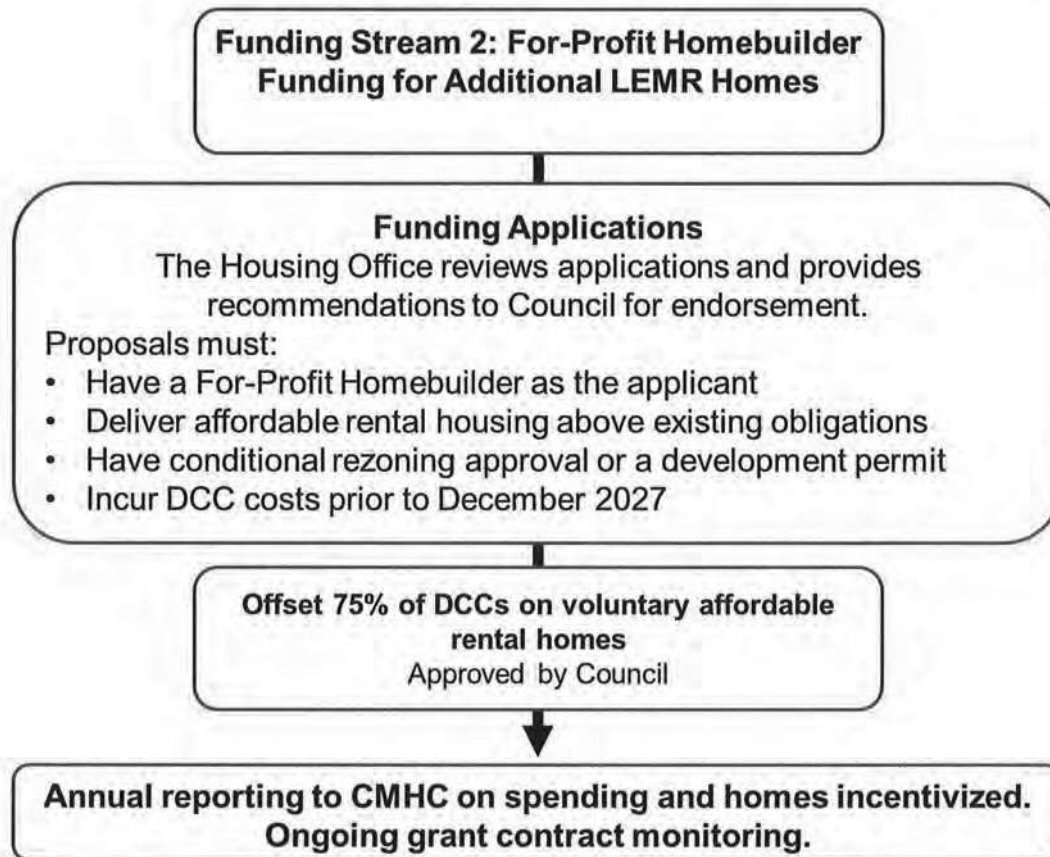 Funding Stream 2: For-Profit Homebuilder
Funding for Additional LEMR Homes
Funding Applications
The Housing Office reviews applications and provides
recommendations to Council for endorsement.
Proposals must:
• Have a For-Profit Homebuilder as the applicant
• Deliver affordable rental housing above existing obligations
• Have conditional rezoning approval or a development permit
• Incur DCC costs prior to December 2027
Offset 75% of DCCs on voluntary affordable
rental homes
Approved by Council
Annual reporting to CMHC on spending and homes incentivized.
Ongoing grant contract monitoring.